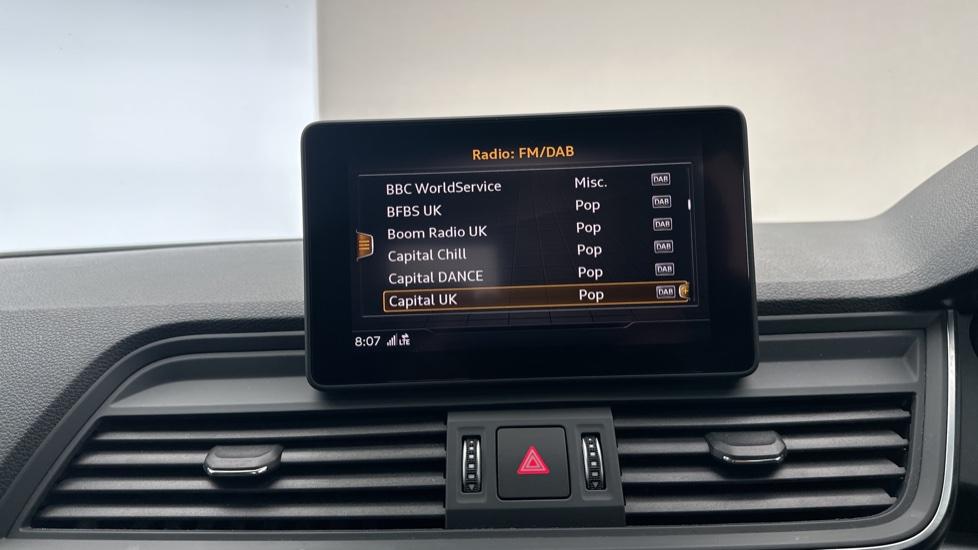 Radio: FM/DAB
BBC WorldService Misc. DAB
BFBS UK Pop DAB
Boom Radio UK Pop DAB
Capital Chill Pop DAB
Capital DANCE Pop DAB
Capital UK Pop DAB
8:07 LTE